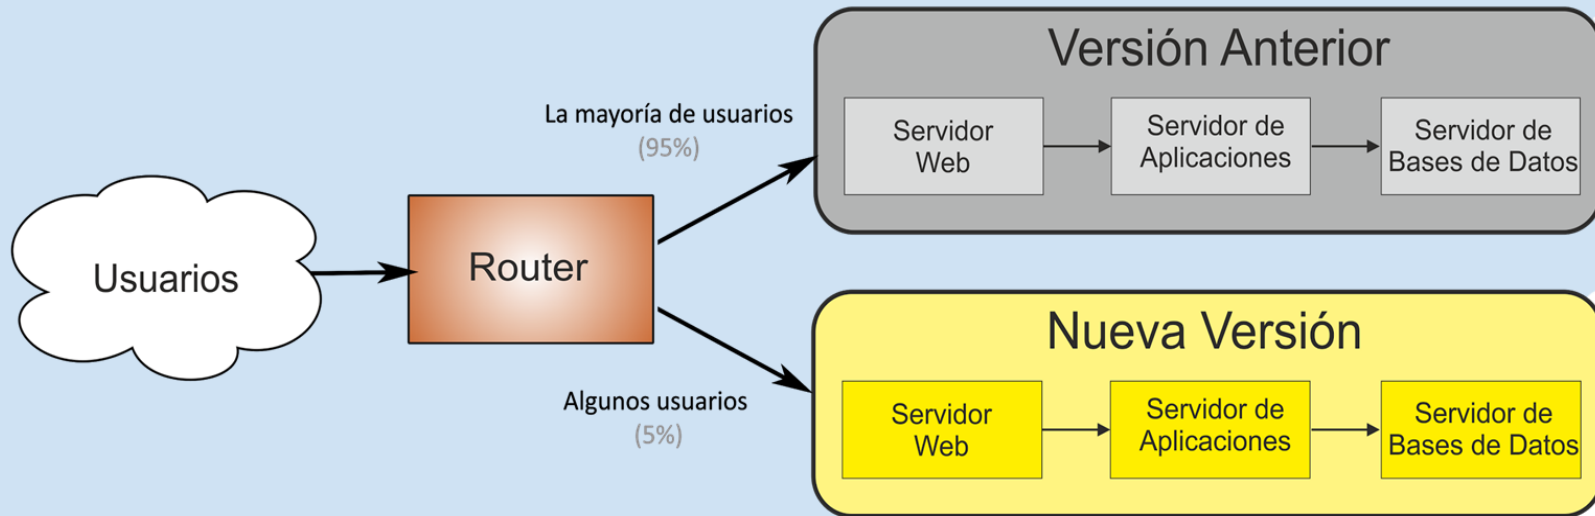 Versión Anterior
La mayoría de usuarios
(95%)
Servidor
Web
Servidor de
Aplicaciones
Servidor de
Bases de Datos
Usuarios
Router
Nueva Versión
Algunos usuarios
(5%)
Servidor
Web
Servidor de
Aplicaciones
Servidor de
Bases de Datos